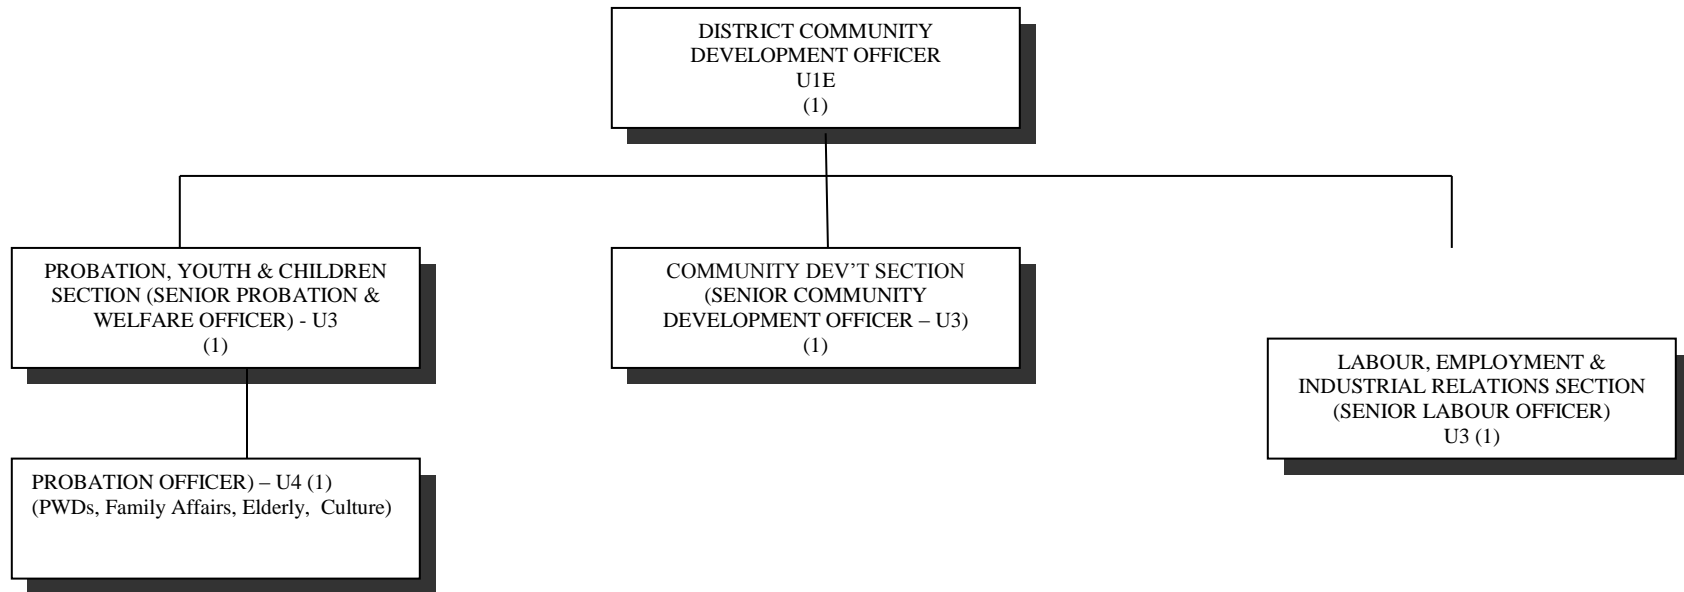 DISTRICT COMMUNITY
DEVELOPMENT OFFICER
U1E
(1)
PROBATION, YOUTH & CHILDREN
SECTION (SENIOR PROBATION &
WELFARE OFFICER) - U3
(1)
COMMUNITY DEV’T SECTION
(SENIOR COMMUNITY
DEVELOPMENT OFFICER – U3)
(1)
LABOUR, EMPLOYMENT &
INDUSTRIAL RELATIONS SECTION
(SENIOR LABOUR OFFICER)
U3 (1)
PROBATION OFFICER) – U4 (1)
(PWDs, Family Affairs, Elderly,  Culture)